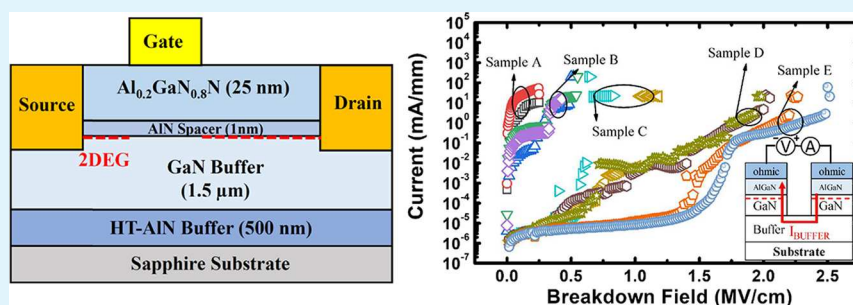 Gate
Al0.2GaN0.8N (25 nm)
Source
Drain
AlN Spacer (1nm)
2DEG
GaN Buffer
(1.5 μm)
HT-AlN Buffer (500 nm)
Sapphire Substrate
Current (mA/mm)
10^5
10^4
10^3
10^2
10^1
10^0
10^-1
10^-2
10^-3
10^-4
10^-5
10^-6
10^-7
Sample A
Sample B
Sample C
Sample D
Sample E
V
+
A
ohmic
ohmic
AlGaN
AlGaN
GaN
GaN
Buffer
IBUFFER
Substrate
0.0
0.5
1.0
1.5
2.0
2.5
Breakdown Field (MV/cm)